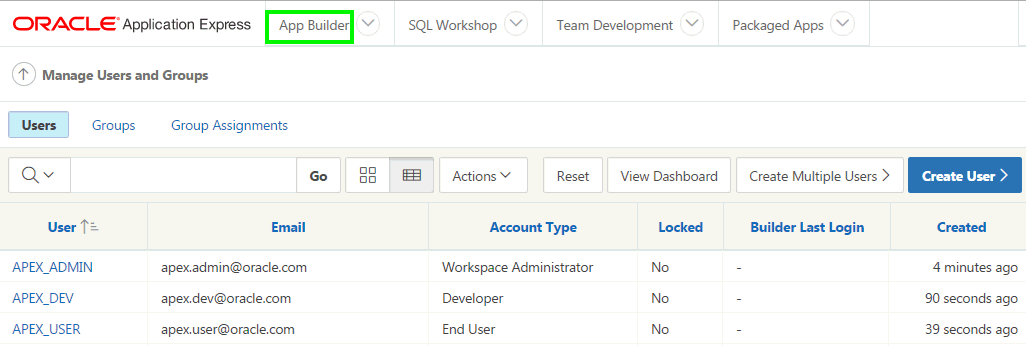 ORACLE Application Express App Builder SQL Workshop Team Development Packaged Apps
Manage Users and Groups
Users Groups Group Assignments
Go Actions Reset View Dashboard Create Multiple Users Create User
User Email Account Type Locked Builder Last Login Created
APEX_ADMIN apex.admin@oracle.com Workspace Administrator No - 4 minutes ago
APEX_DEV apex.dev@oracle.com Developer No - 90 seconds ago
APEX_USER apex.user@oracle.com End User No - 39 seconds ago